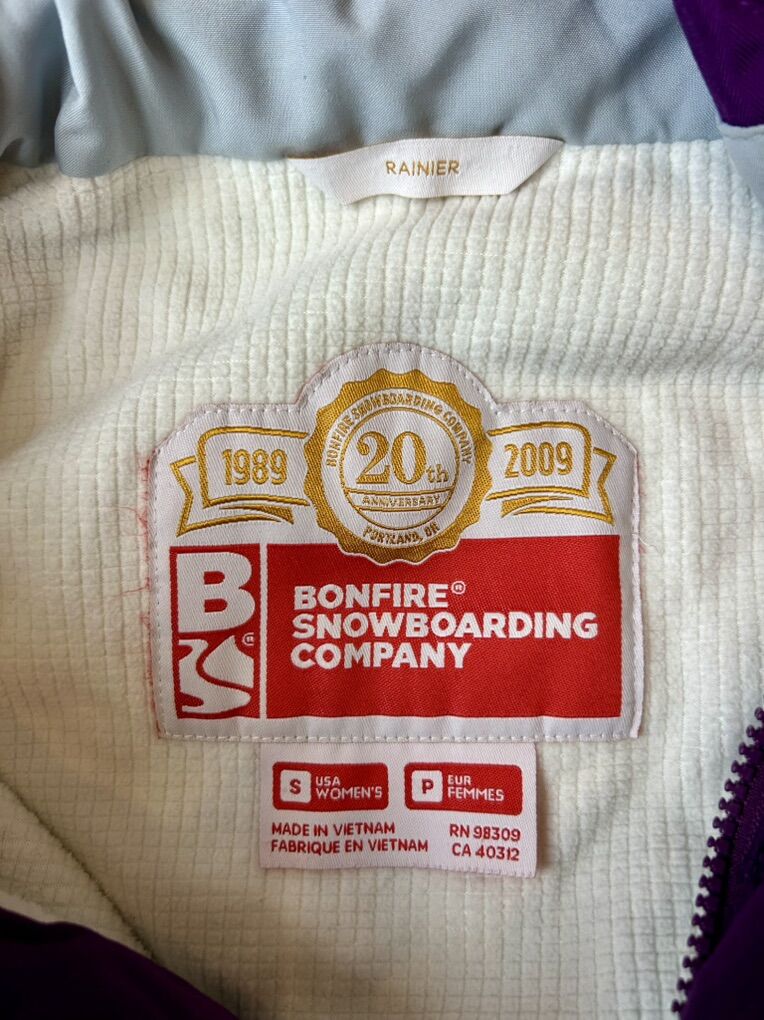 RAINIER
BONFIRE SNOWBOARDING COMPANY
1989
20th
2009
ANNIVERSARY
PORTLAND, OR
B
®
BONFIRE®
SNOWBOARDING
COMPANY
S USA WOMEN'S
P EUR FEMMES
MADE IN VIETNAM RN 98309
FABRIQUE EN VIETNAM CA 40312